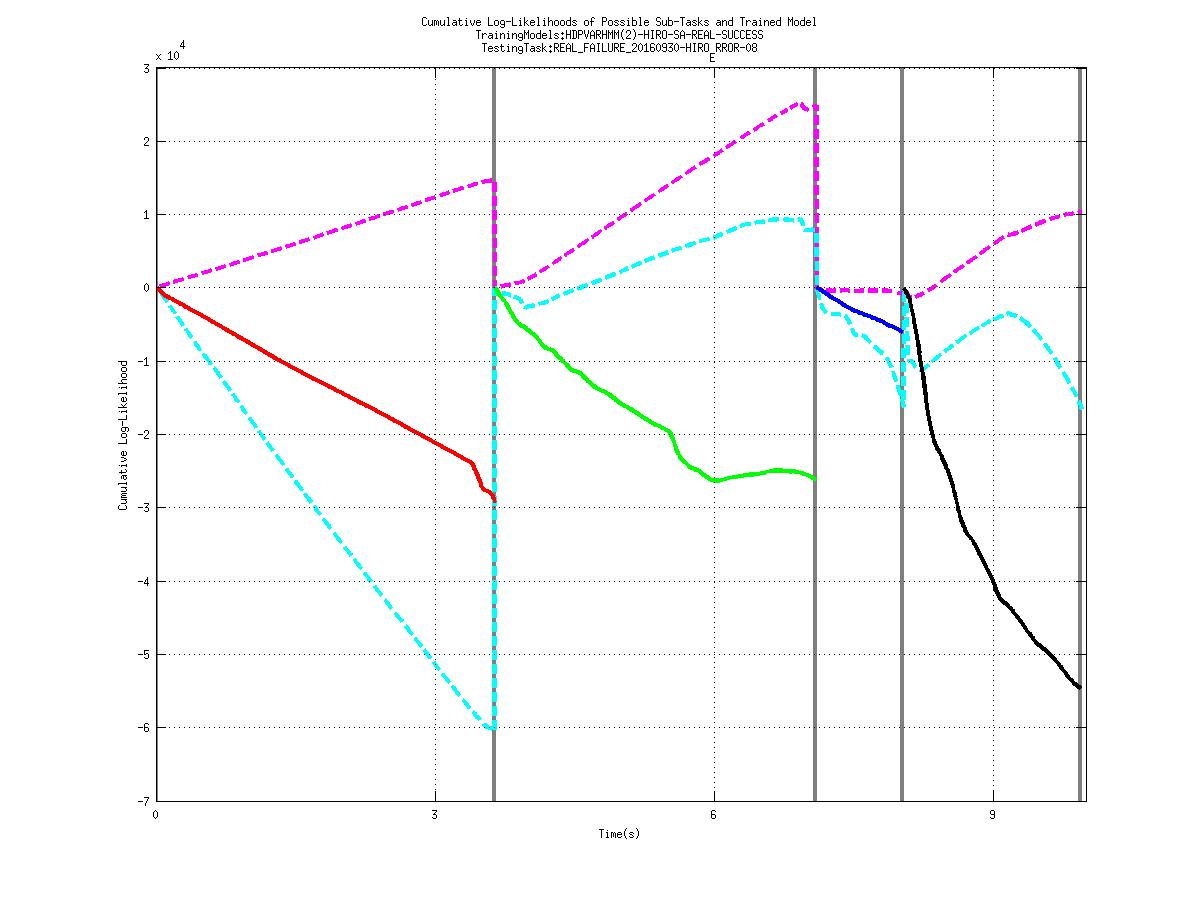 Cumulative Log-Likelihoods of Possible Sub-Tasks and Trained Model
TrainingModels:HDPVARHMM(2)-HIRO-SA-REAL-SUCCESS
TestingTask:REAL_FAILURE_20160930-HIRO_RROR-08
E
x 10^4
3
2
1
0
-1
-2
-3
-4
-5
-6
-7
Cumulative Log-Likelihood
0 3 6 9
Time(s)